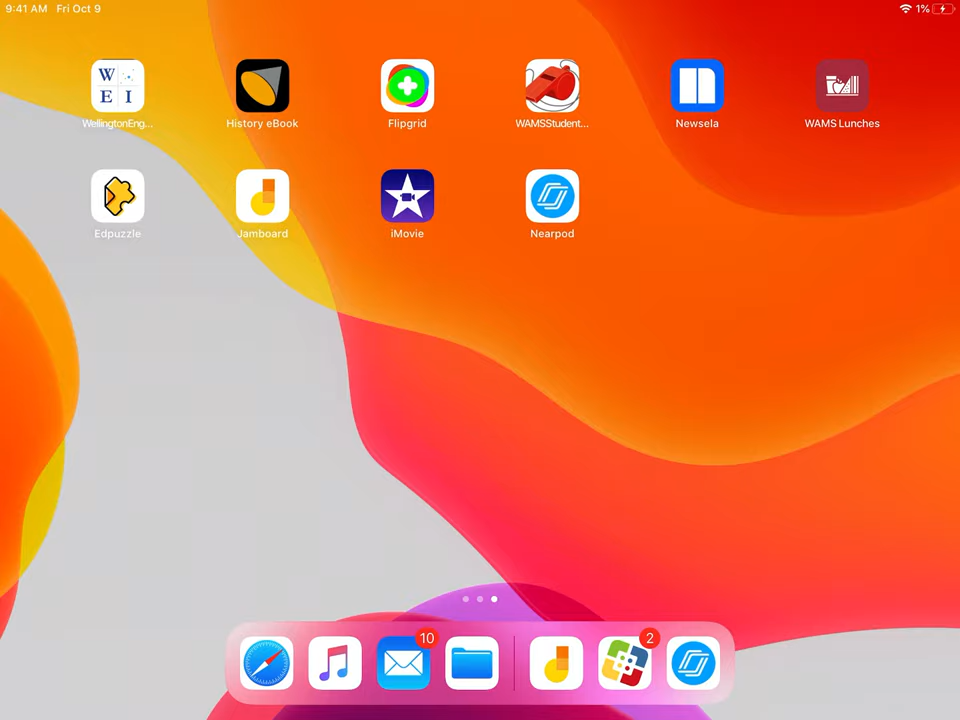 9:41 AM Fri Oct 9
1%
W
E I
WellingtonEng... History eBook Flipgrid WAMSStudent... Newsela WAMS Lunches
Edpuzzle Jamboard iMovie Nearpod
10 2